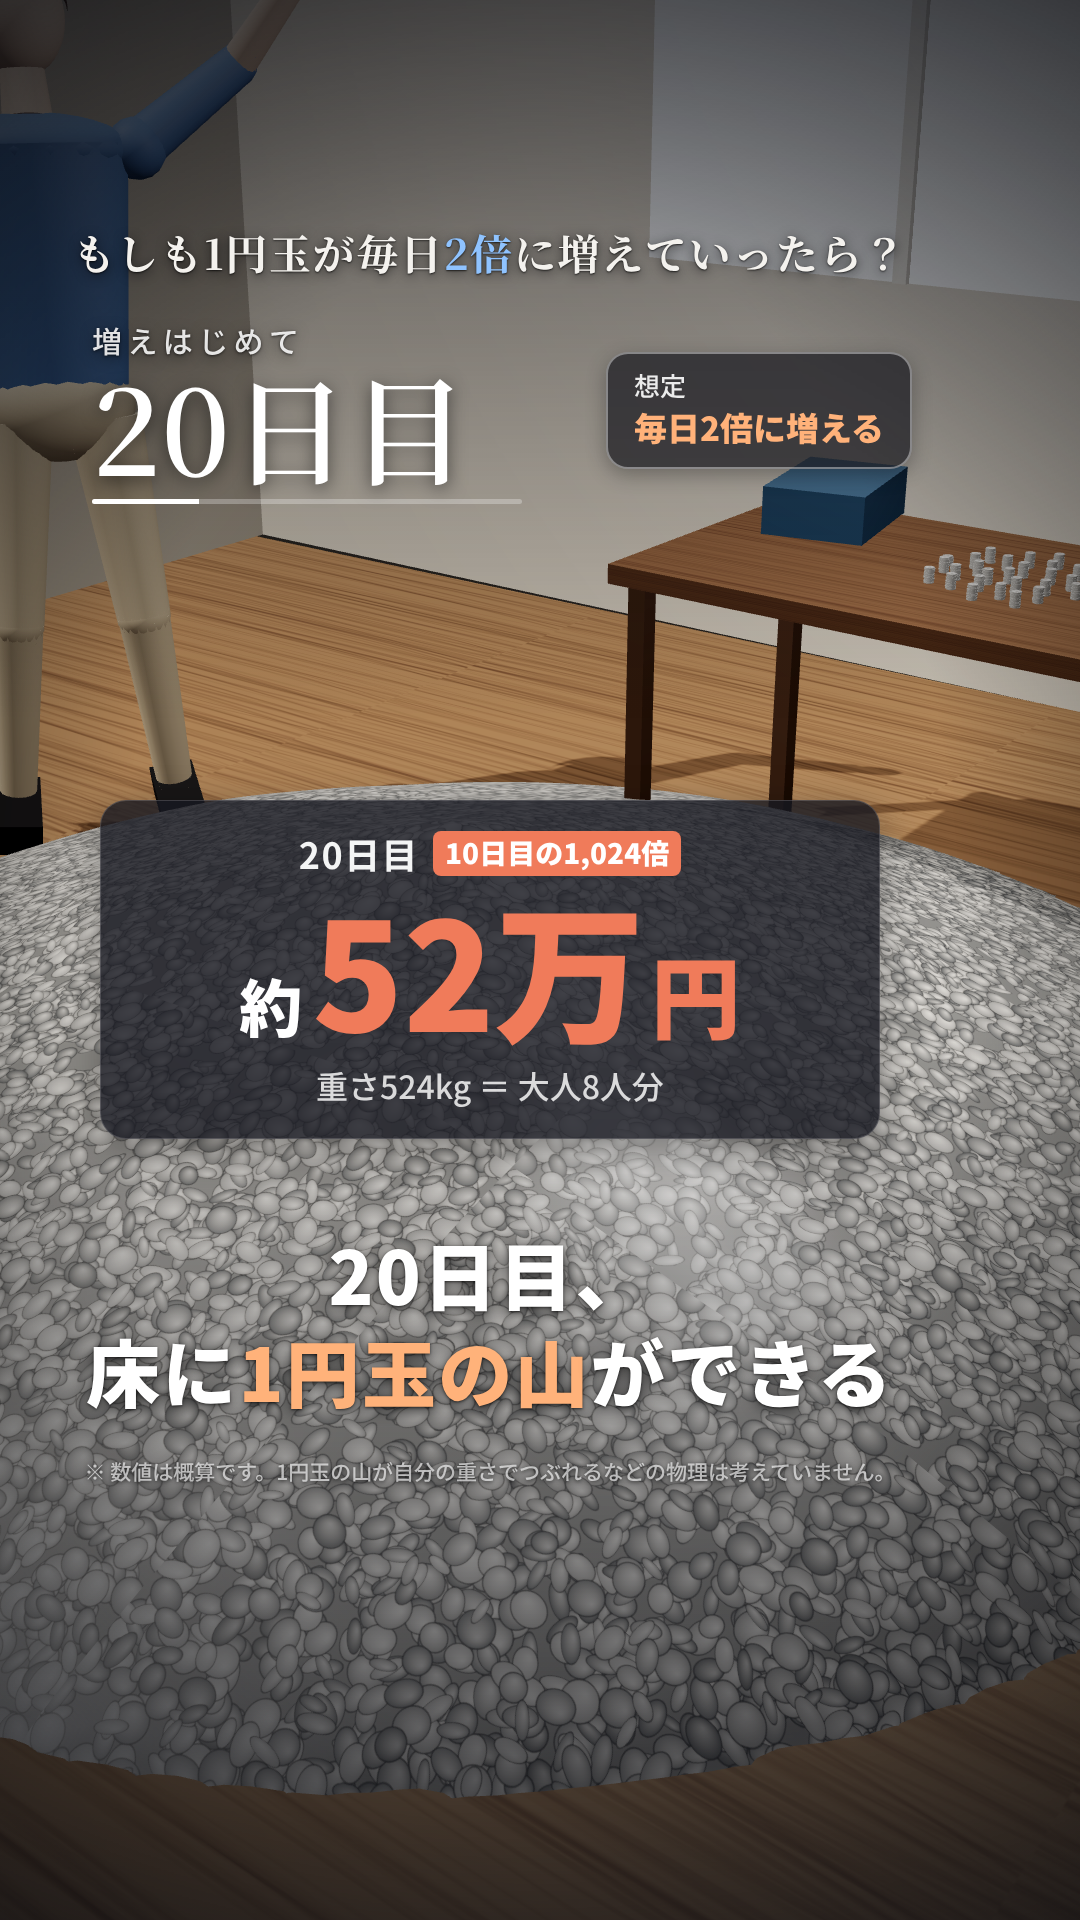 もしも1円玉が毎日2倍に増えていったら？
増えはじめて
20日目
想定
毎日2倍に増える
20日目 10日目の1,024倍
約52万円
重さ524kg ＝ 大人8人分
20日目、
床に1円玉の山ができる
※ 数値は概算です。1円玉の山が自分の重さでつぶれるなどの物理は考えていません。